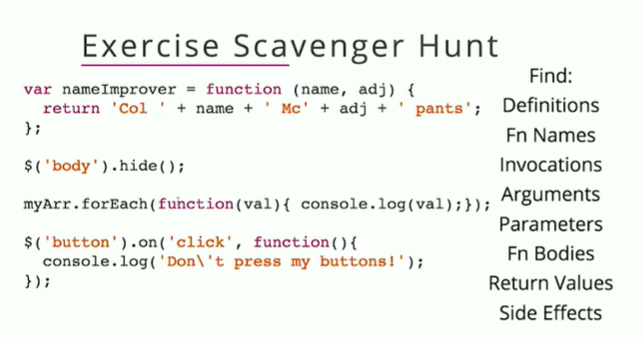 Exercise Scavenger Hunt
var nameImprover = function (name, adj) {
  return 'Col ' + name + ' Mc' + adj + ' pants';
};
$('body').hide();
myArr.forEach(function(val){ console.log(val);});
$('button').on('click', function(){
  console.log('Don\'t press my buttons!');
});
Find:
Definitions
Fn Names
Invocations
Arguments
Parameters
Fn Bodies
Return Values
Side Effects